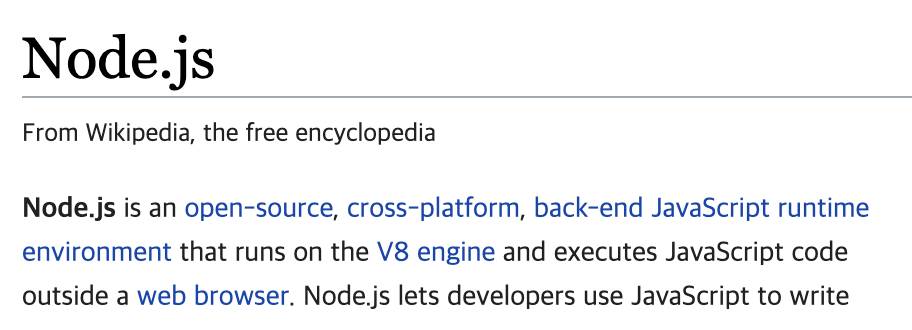 Node.js
From Wikipedia, the free encyclopedia
Node.js is an open-source, cross-platform, back-end JavaScript runtime
environment that runs on the V8 engine and executes JavaScript code
outside a web browser. Node.js lets developers use JavaScript to write